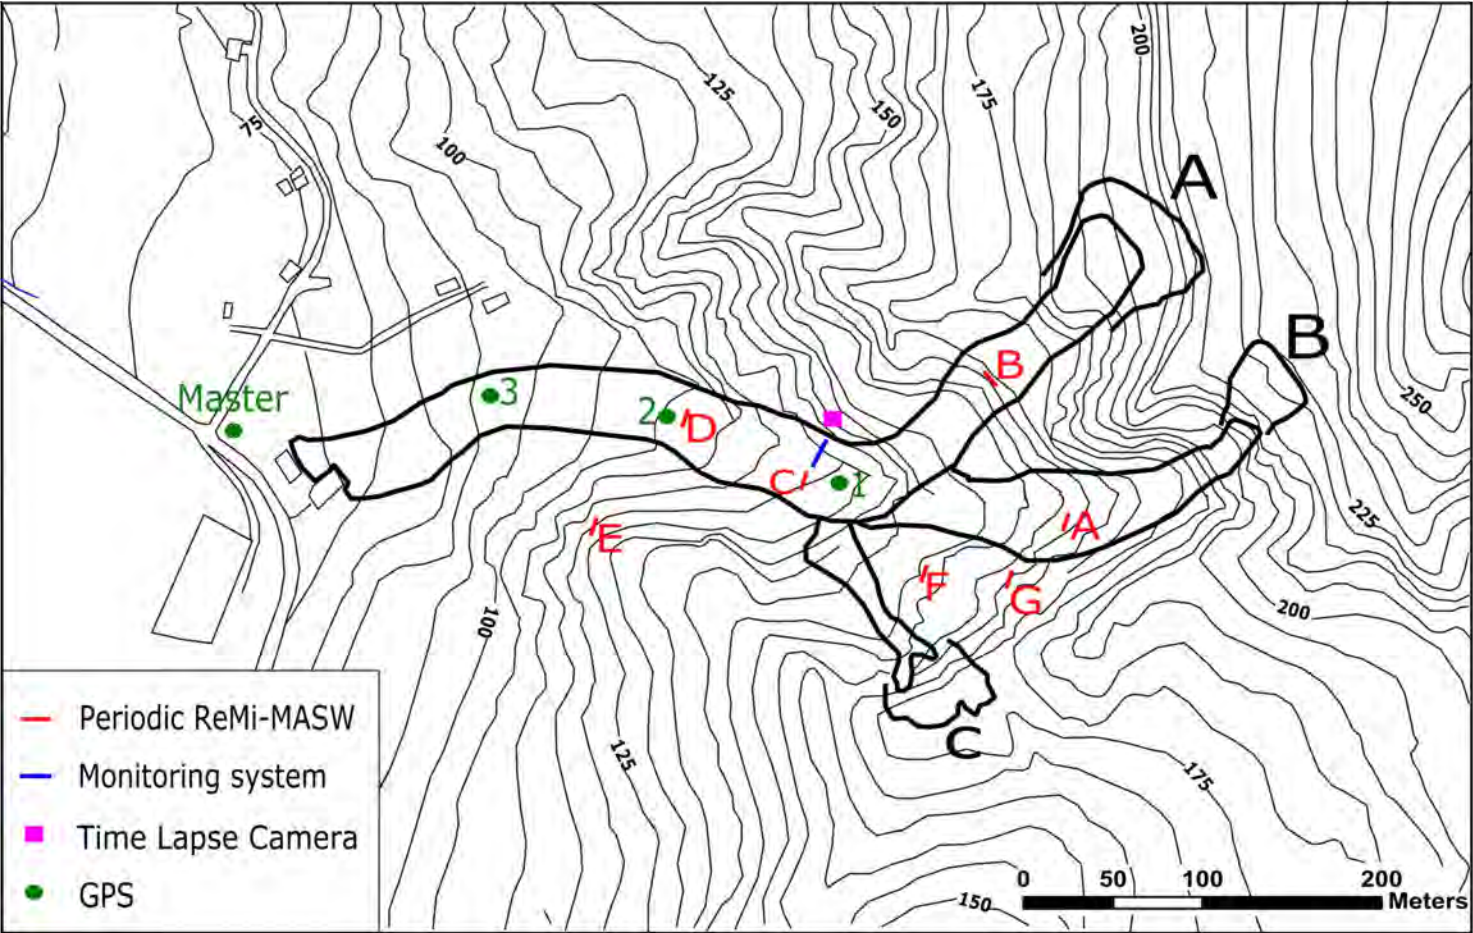 200
125
175
150
75
100
A
B
B
250
Master
3
2
D
C
1
225
A
E
F
G
200
100
C
125
175
Periodic ReMi-MASW
Monitoring system
Time Lapse Camera
GPS
0 50 100 200
Meters
150